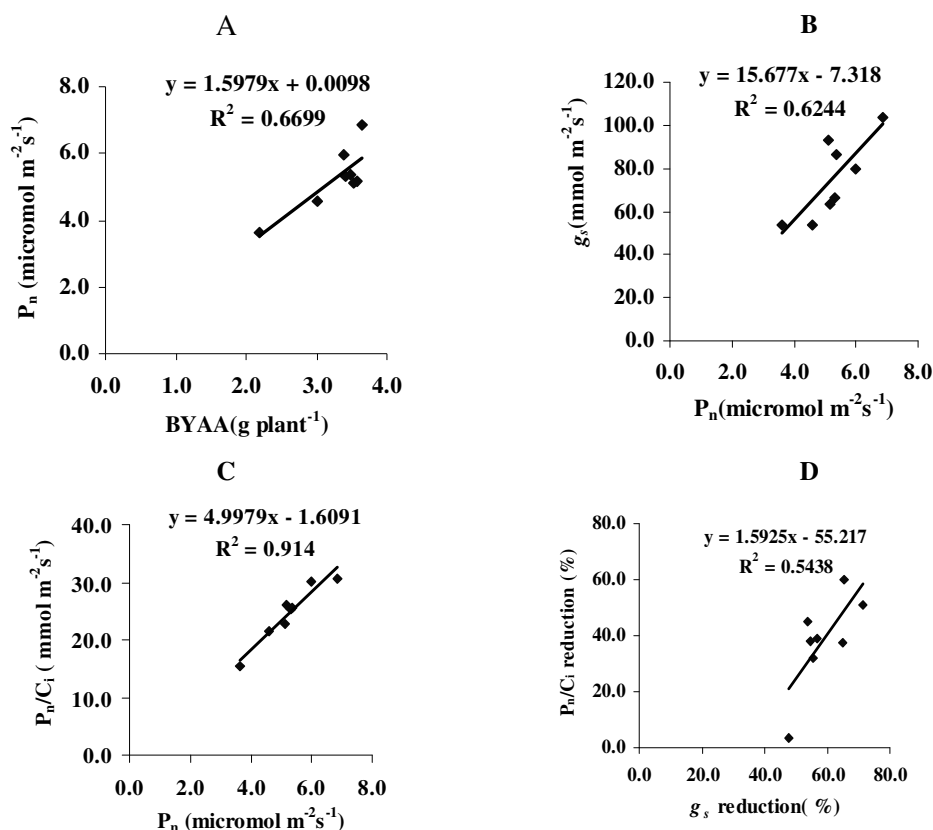 A
y = 1.5979x + 0.0098
R² = 0.6699
8.0
6.0
4.0
2.0
0.0
Pₙ (micromol m⁻²s⁻¹)
0.0 1.0 2.0 3.0 4.0
BYAA(g plant⁻¹)
B
y = 15.677x - 7.318
R² = 0.6244
120.0
100.0
80.0
60.0
40.0
20.0
0.0
gₛ(mmol m⁻²s⁻¹)
0.0 2.0 4.0 6.0 8.0
Pₙ(micromol m⁻²s⁻¹)
C
y = 4.9979x - 1.6091
R² = 0.914
40.0
30.0
20.0
10.0
0.0
Pₙ/Cᵢ ( mmol m⁻²s⁻¹)
0.0 2.0 4.0 6.0 8.0
Pₙ (micromol m⁻²s⁻¹)
D
y = 1.5925x - 55.217
R² = 0.5438
80.0
60.0
40.0
20.0
0.0
Pₙ/Cᵢ reduction (%)
0.0 20.0 40.0 60.0 80.0
gₛ reduction( %)